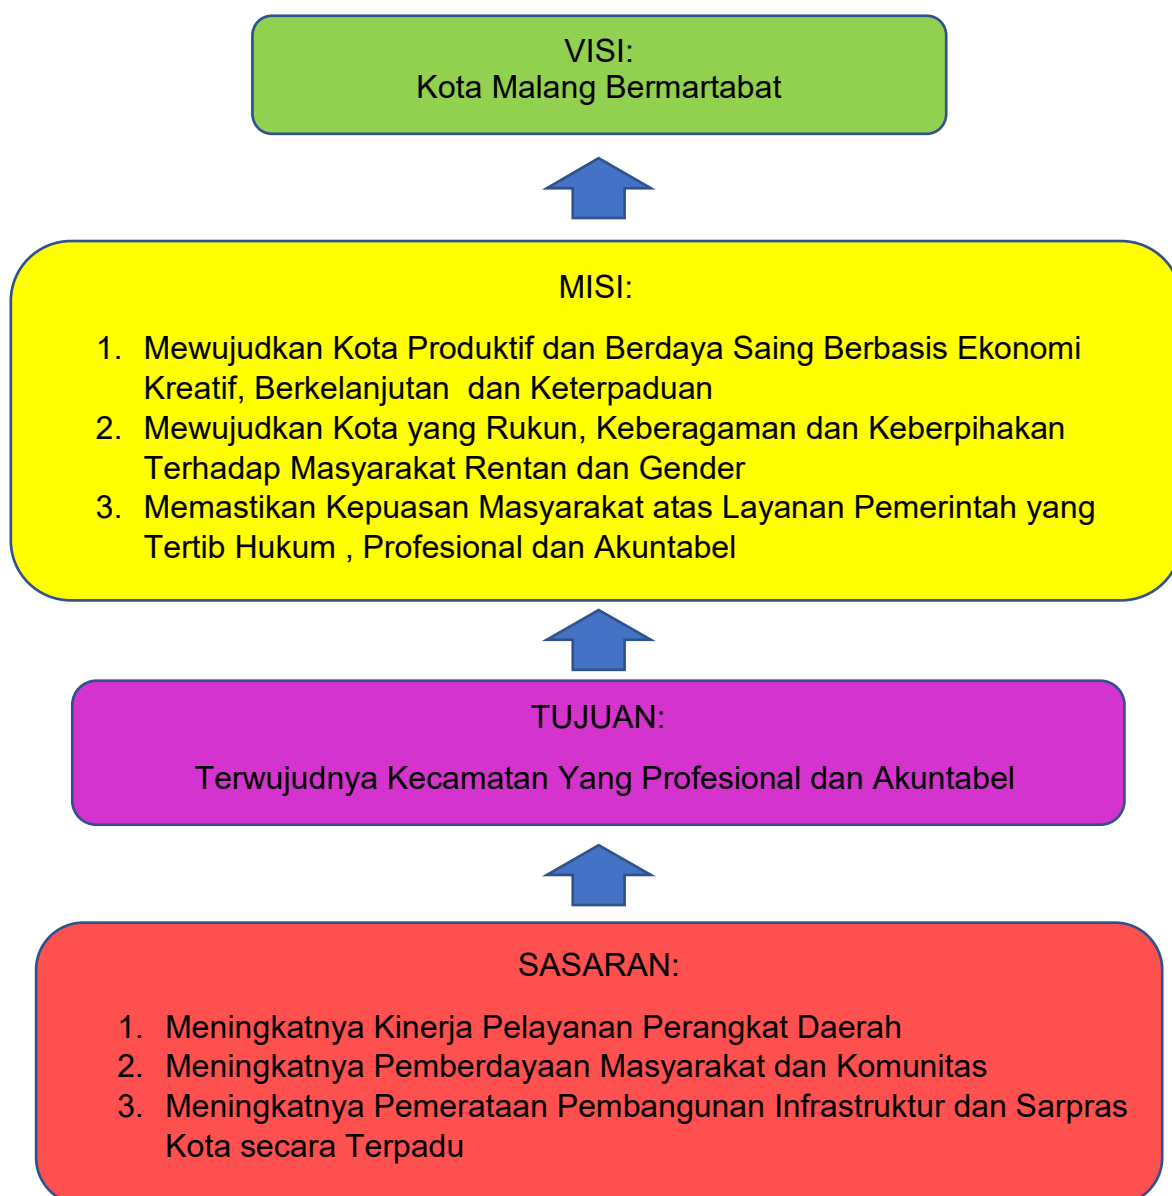 VISI:
Kota Malang Bermartabat
MISI:
1. Mewujudkan Kota Produktif dan Berdaya Saing Berbasis Ekonomi
Kreatif, Berkelanjutan  dan Keterpaduan
2. Mewujudkan Kota yang Rukun, Keberagaman dan Keberpihakan
Terhadap Masyarakat Rentan dan Gender
3. Memastikan Kepuasan Masyarakat atas Layanan Pemerintah yang
Tertib Hukum , Profesional dan Akuntabel
TUJUAN:
Terwujudnya Kecamatan Yang Profesional dan Akuntabel
SASARAN:
1. Meningkatnya Kinerja Pelayanan Perangkat Daerah
2. Meningkatnya Pemberdayaan Masyarakat dan Komunitas
3. Meningkatnya Pemerataan Pembangunan Infrastruktur dan Sarpras
Kota secara Terpadu